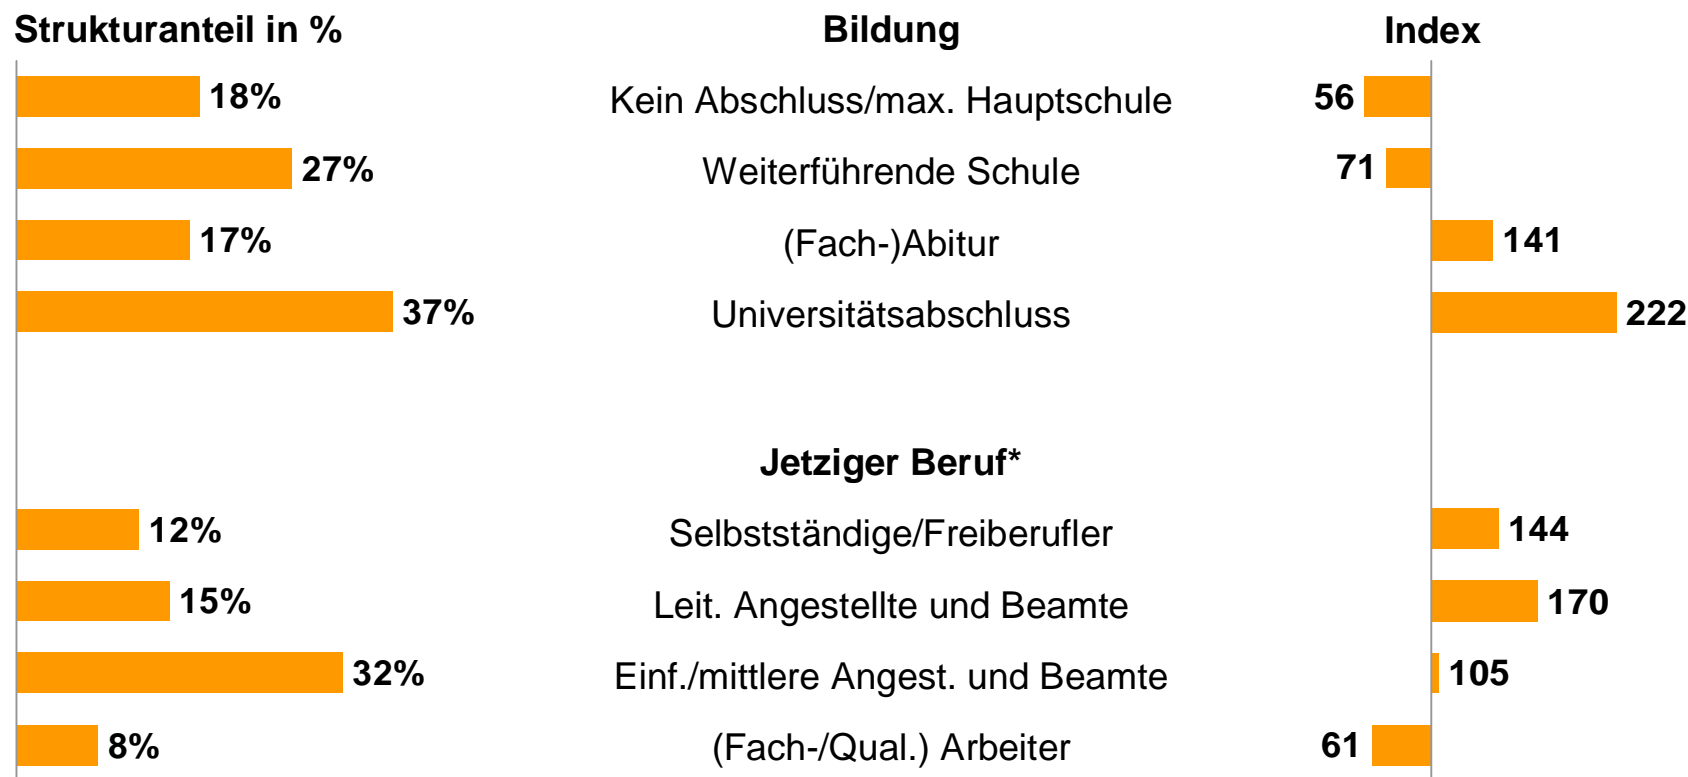 Strukturanteil in % Bildung Index
18% Kein Abschluss/max. Hauptschule 56
27% Weiterführende Schule 71
17% (Fach-)Abitur 141
37% Universitätsabschluss 222
Jetziger Beruf*
12% Selbstständige/Freiberufler 144
15% Leit. Angestellte und Beamte 170
32% Einf./mittlere Angest. und Beamte 105
8% (Fach-/Qual.) Arbeiter 61